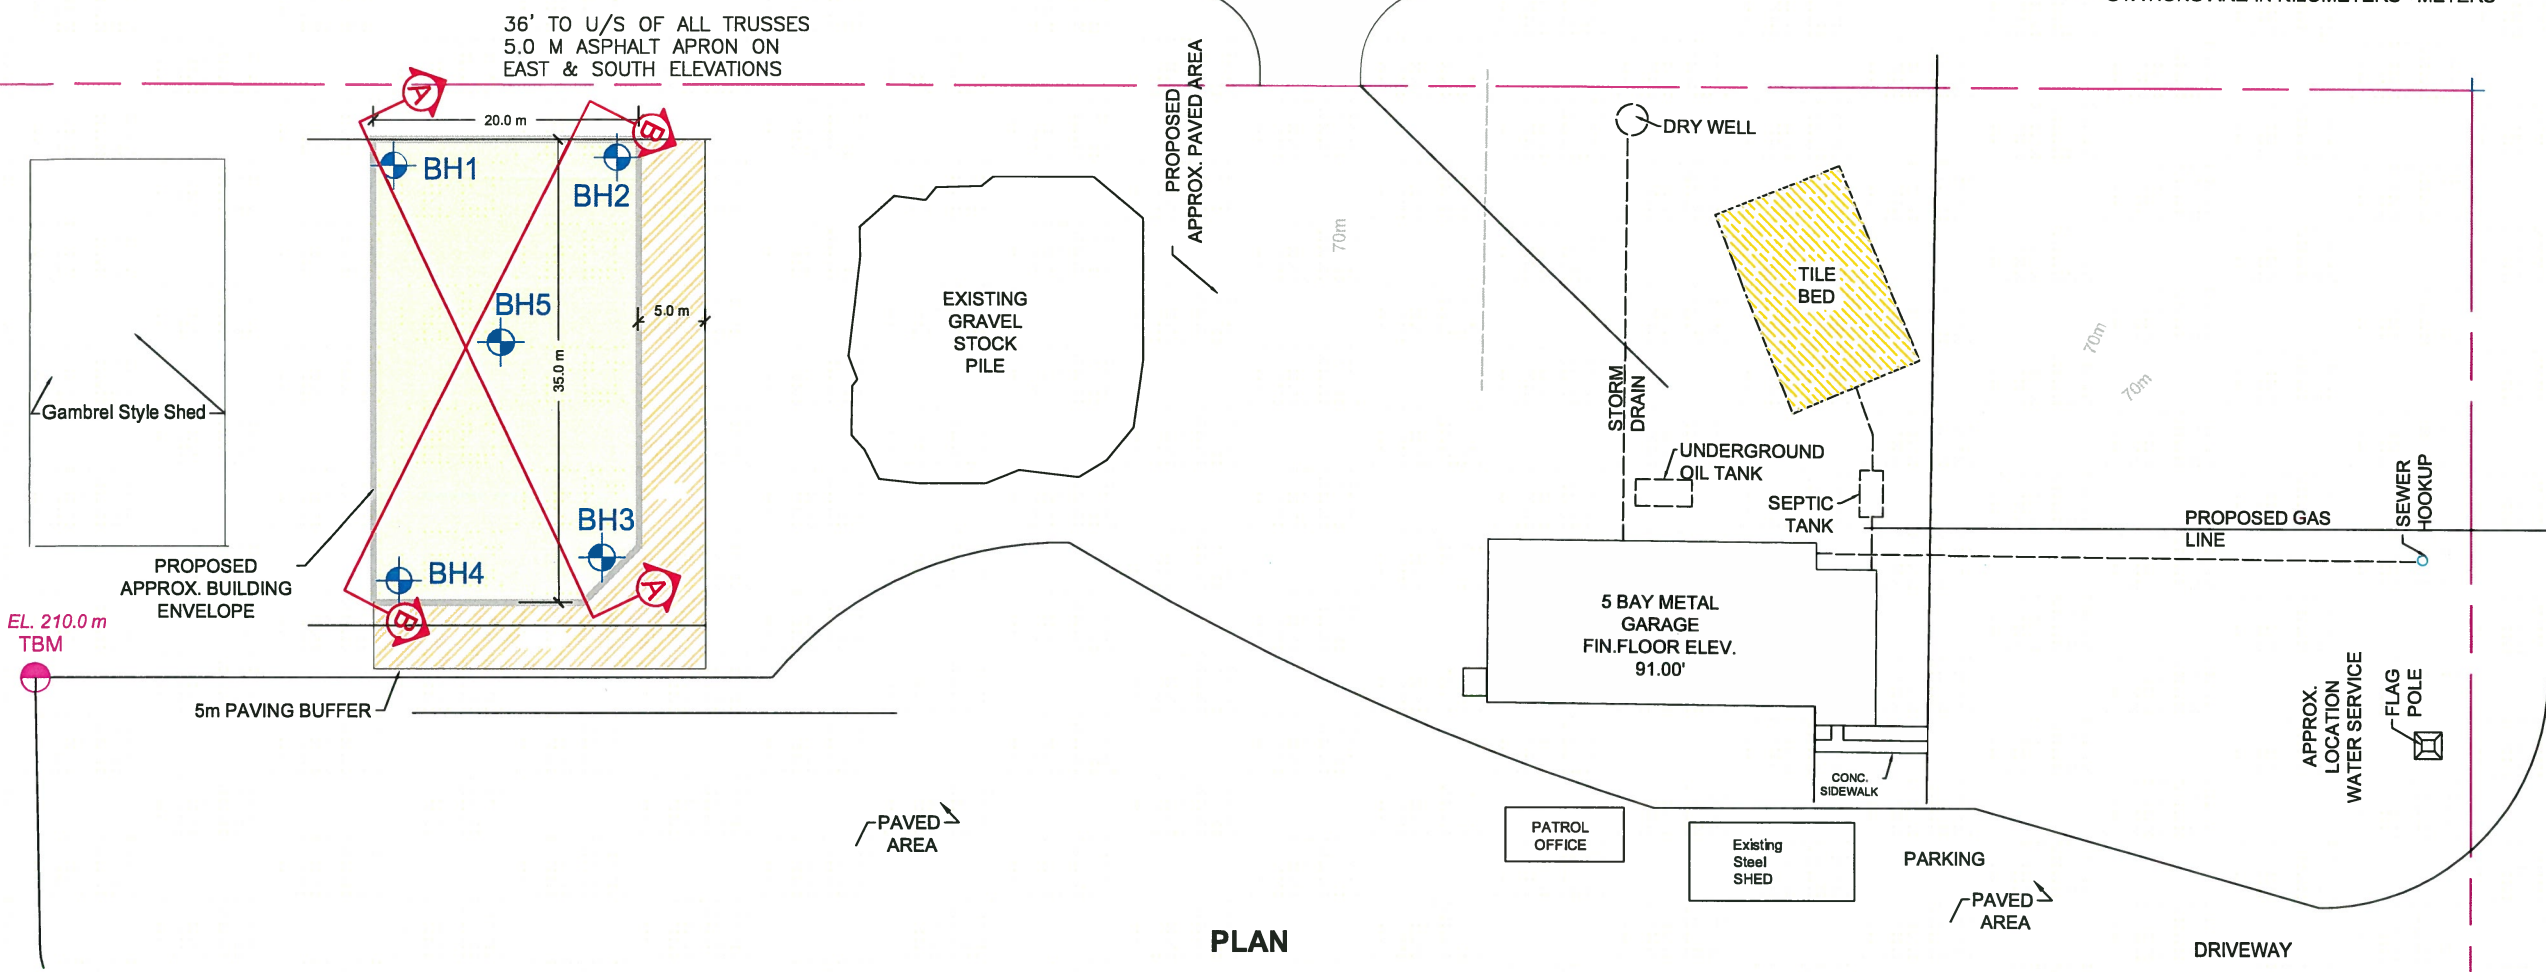 36' TO U/S OF ALL TRUSSES
5.0 M ASPHALT APRON ON
EAST & SOUTH ELEVATIONS
A
B
20.0 m
BH1
BH2
BH5
35.0 m
5.0 m
BH3
BH4
A
B
Gambrel Style Shed
PROPOSED
APPROX. BUILDING
ENVELOPE
EL. 210.0 m
TBM
5m PAVING BUFFER
EXISTING
GRAVEL
STOCK
PILE
PROPOSED
APPROX. PAVED AREA
70m
DRY WELL
TILE
BED
STORM
DRAIN
UNDERGROUND
OIL TANK
SEPTIC
TANK
70m
70m
PROPOSED GAS
LINE
SEWER
HOOKUP
5 BAY METAL
GARAGE
FIN.FLOOR ELEV.
91.00'
APPROX.
LOCATION
WATER SERVICE
FLAG
POLE
CONC.
SIDEWALK
PATROL
OFFICE
Existing
Steel
SHED
PARKING
PAVED
AREA
PAVED
AREA
DRIVEWAY
PLAN